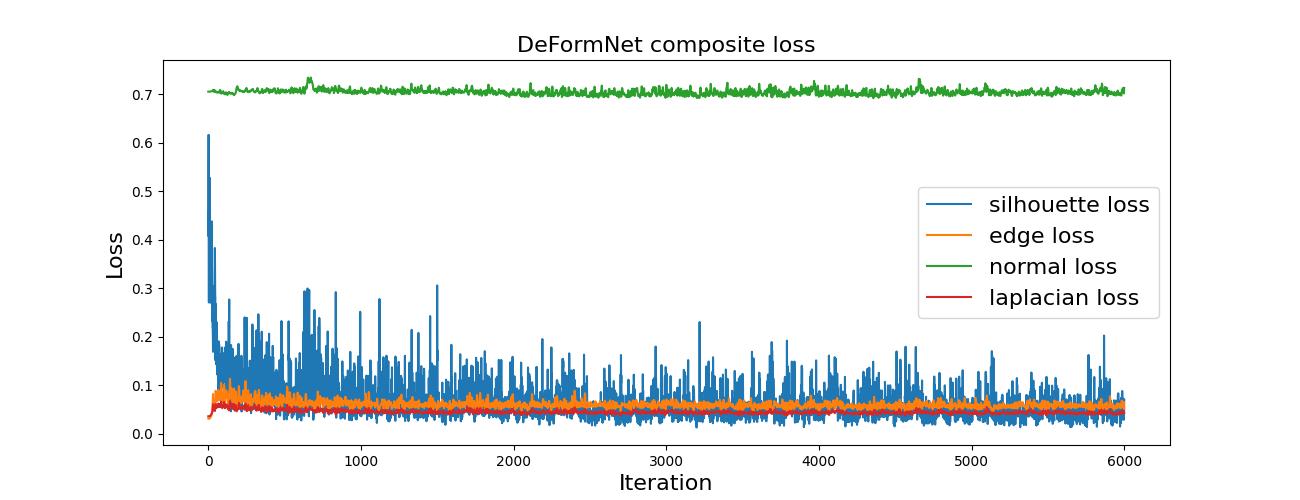 DeFormNet composite loss
Loss
0.7
0.6
0.5
0.4
0.3
0.2
0.1
0.0
silhouette loss
edge loss
normal loss
laplacian loss
0 1000 2000 3000 4000 5000 6000
Iteration